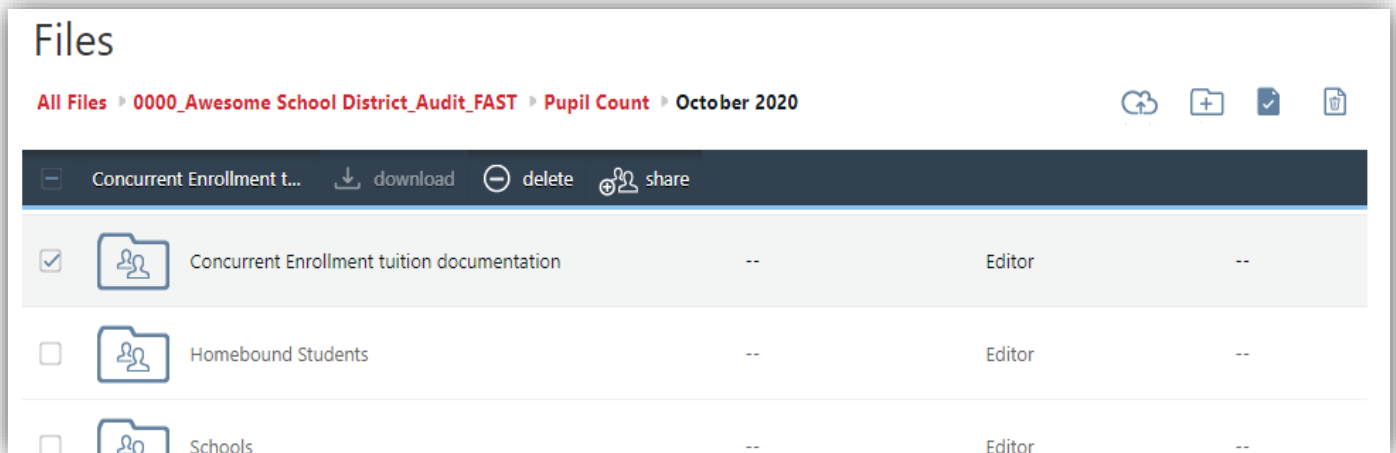 Files
All Files 0000_Awesome School District_Audit_FAST Pupil Count October 2020
Concurrent Enrollment t... download delete share
Concurrent Enrollment tuition documentation -- Editor --
Homebound Students -- Editor --
Schools -- Editor --